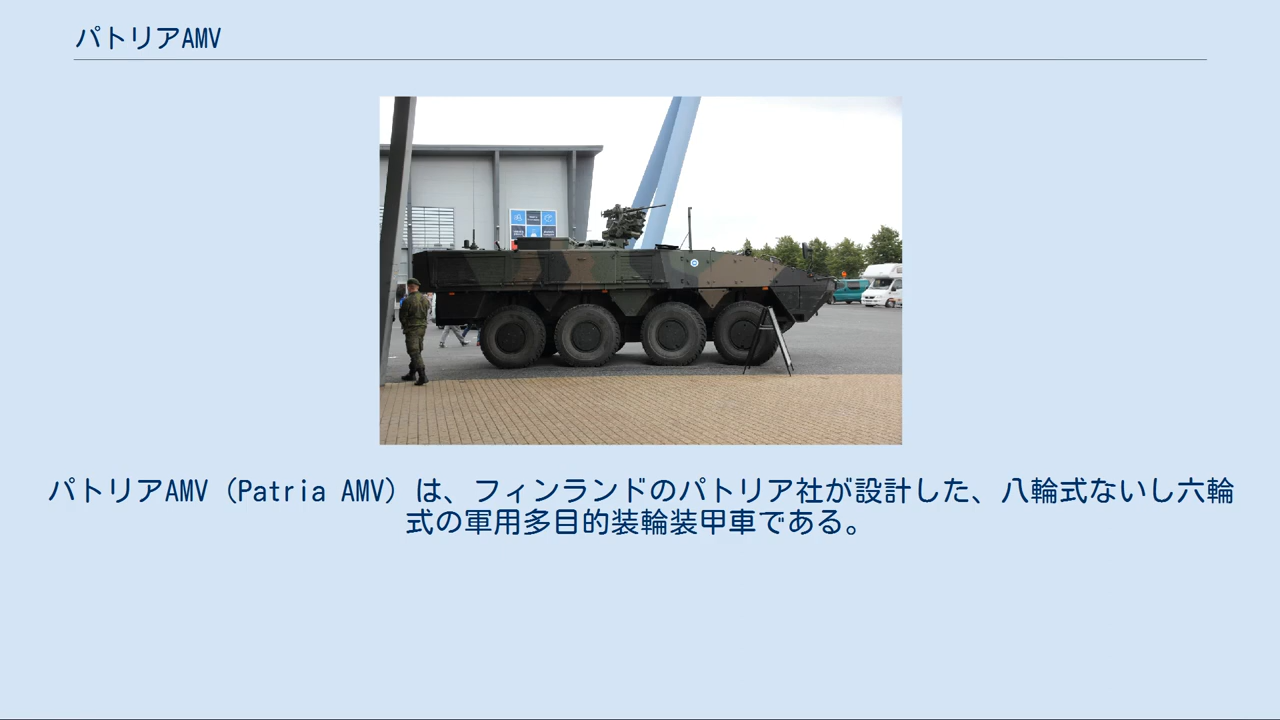 パトリアAMV
パトリアAMV（Patria AMV）は、フィンランドのパトリア社が設計した、八輪式ないし六輪
式の軍用多目的装輪装甲車である。